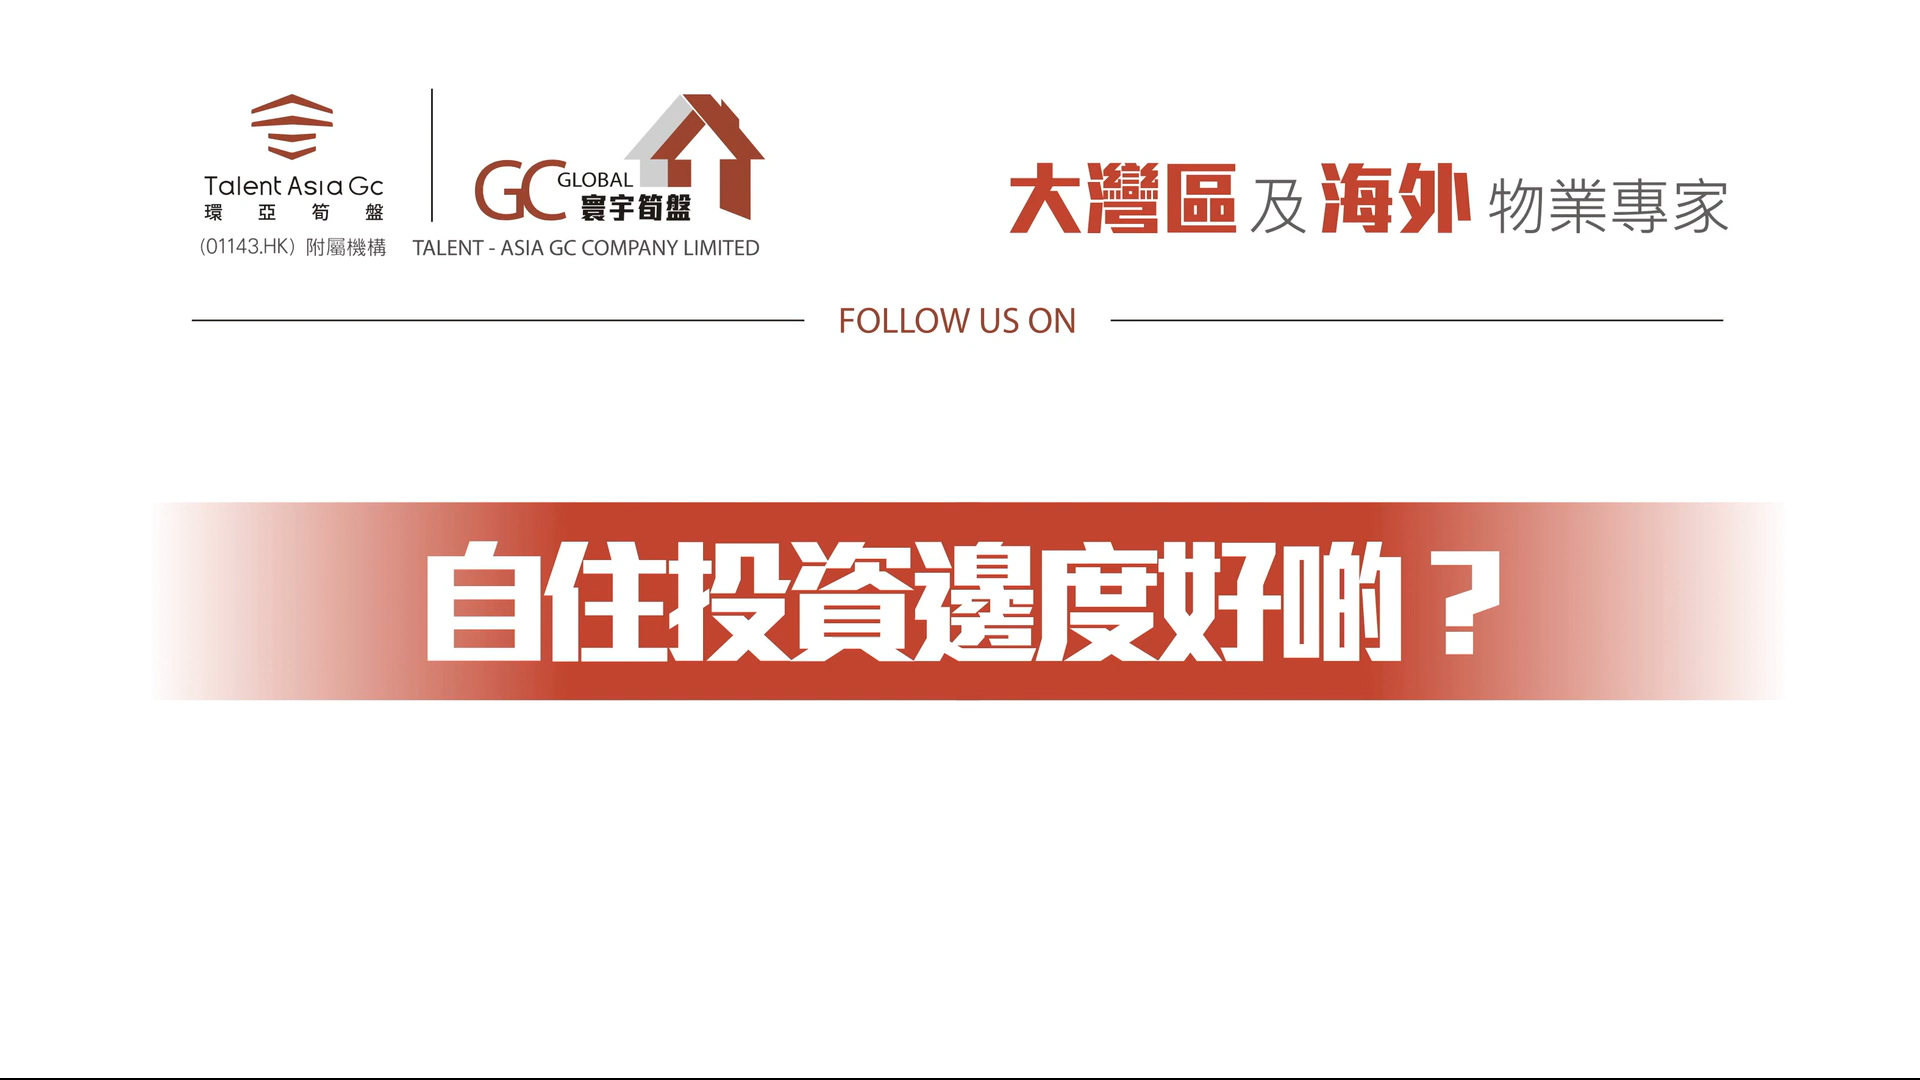 Talent Asia Gc
環亞筍盤
(01143.HK) 附屬機構
GC GLOBAL
寰宇筍盤
TALENT - ASIA GC COMPANY LIMITED
大灣區及海外物業專家
FOLLOW US ON
自住投資邊度好啲？